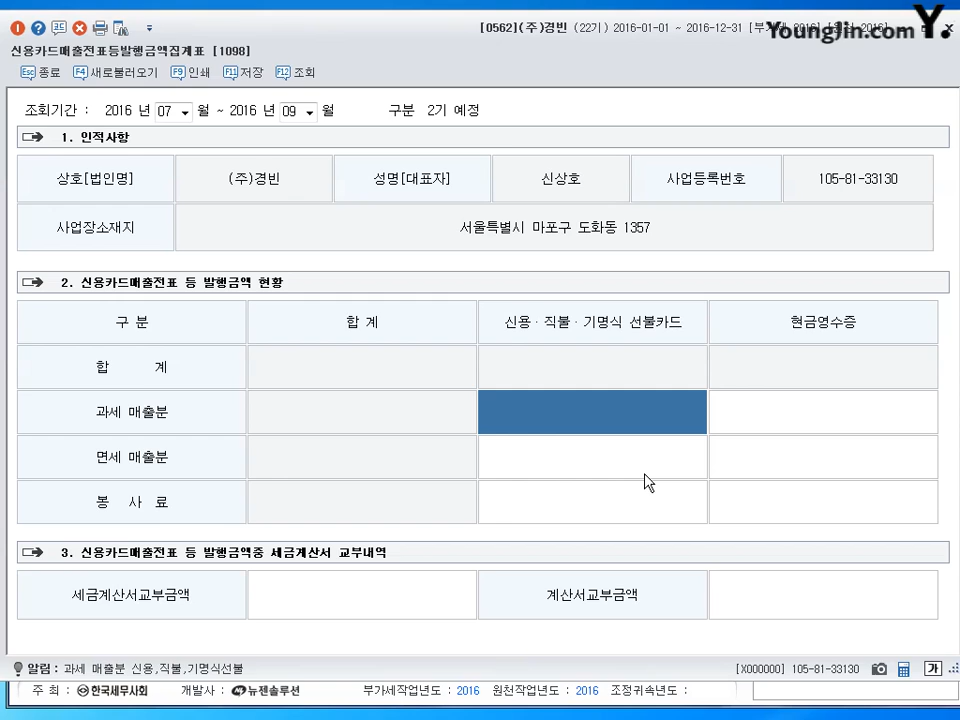 [0562](주)경빈 (22기) 2016-01-01 ~ 2016-12-31
YoungJin.com Y.
신용카드매출전표등발행금액집계표 [1098]
Esc 종료 F4 새로불러오기 F9 인쇄 F11 저장 F12 조회
조회기간 : 2016 년 07 월 ~ 2016 년 09 월 구분 2기 예정
1. 인적사항
상호[법인명] (주)경빈 성명[대표자] 신상호 사업등록번호 105-81-33130
사업장소재지 서울특별시 마포구 도화동 1357
2. 신용카드매출전표 등 발행금액 현황
구 분 합 계 신용 · 직불 · 기명식 선불카드 현금영수증
합 계
과세 매출분
면세 매출분
봉 사 료
3. 신용카드매출전표 등 발행금액중 세금계산서 교부내역
세금계산서교부금액 계산서교부금액
알림 : 과세 매출분 신용,직불,기명식선불 [X000000] 105-81-33130 가
주 최 : 한국세무사회 개발사 : 뉴젠솔루션 부가세작업년도 : 2016 원천작업년도 : 2016 조정귀속년도 :